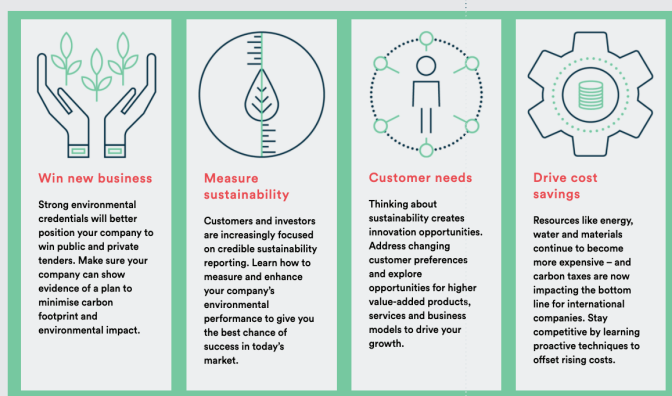 Win new business
Strong environmental
credentials will better
position your company to
win public and private
tenders. Make sure your
company can show
evidence of a plan to
minimise carbon
footprint and
environmental impact.
Measure
sustainability
Customers and investors
are increasingly focused
on credible sustainability
reporting. Learn how to
measure and enhance
your company's
environmental
performance to give you
the best chance of
success in today's
market.
Customer needs
Thinking about
sustainability creates
innovation opportunities.
Address changing
customer preferences
and explore
opportunities for higher
value-added products,
services and business
models to drive your
growth.
Drive cost
savings
Resources like energy,
water and materials
continue to become
more expensive – and
carbon taxes are now
impacting the bottom
line for international
companies. Stay
competitive by learning
proactive techniques to
offset rising costs.